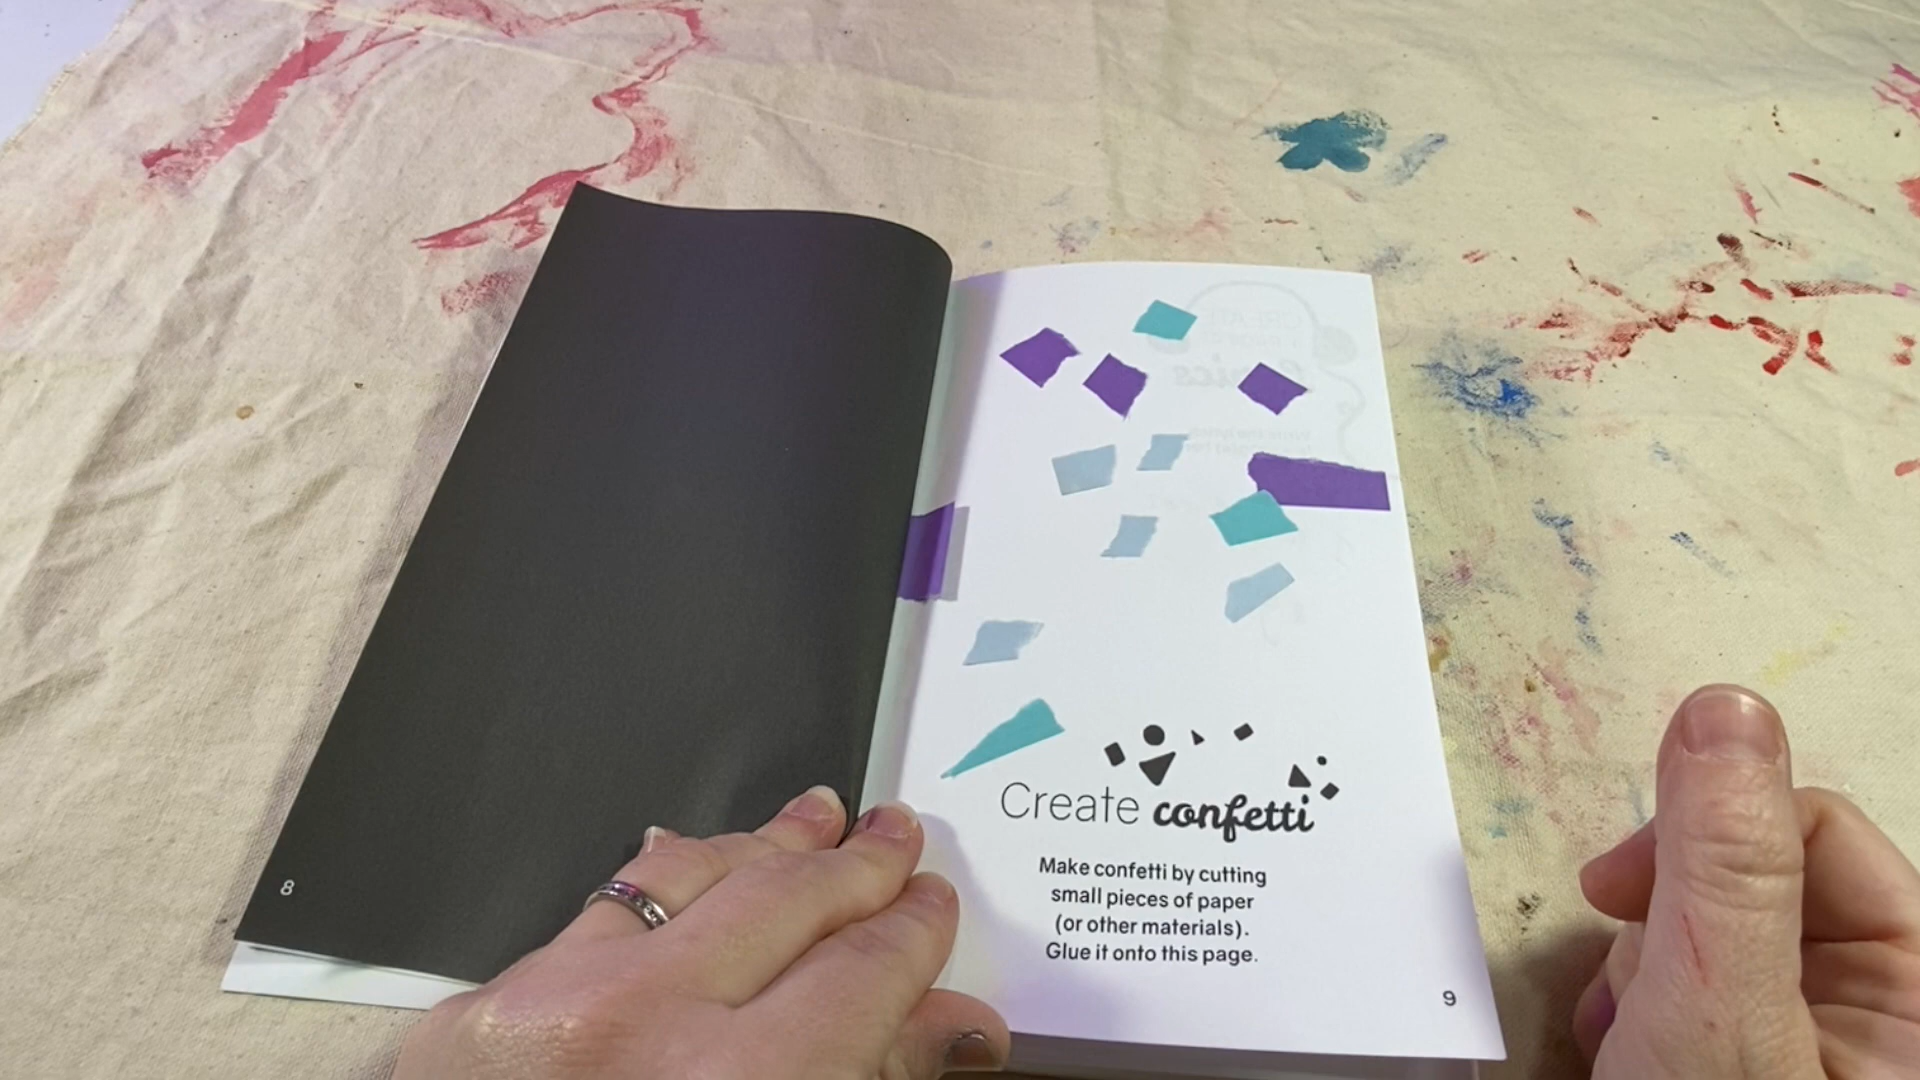 8
Create confetti
Make confetti by cutting
small pieces of paper
(or other materials).
Glue it onto this page.
9